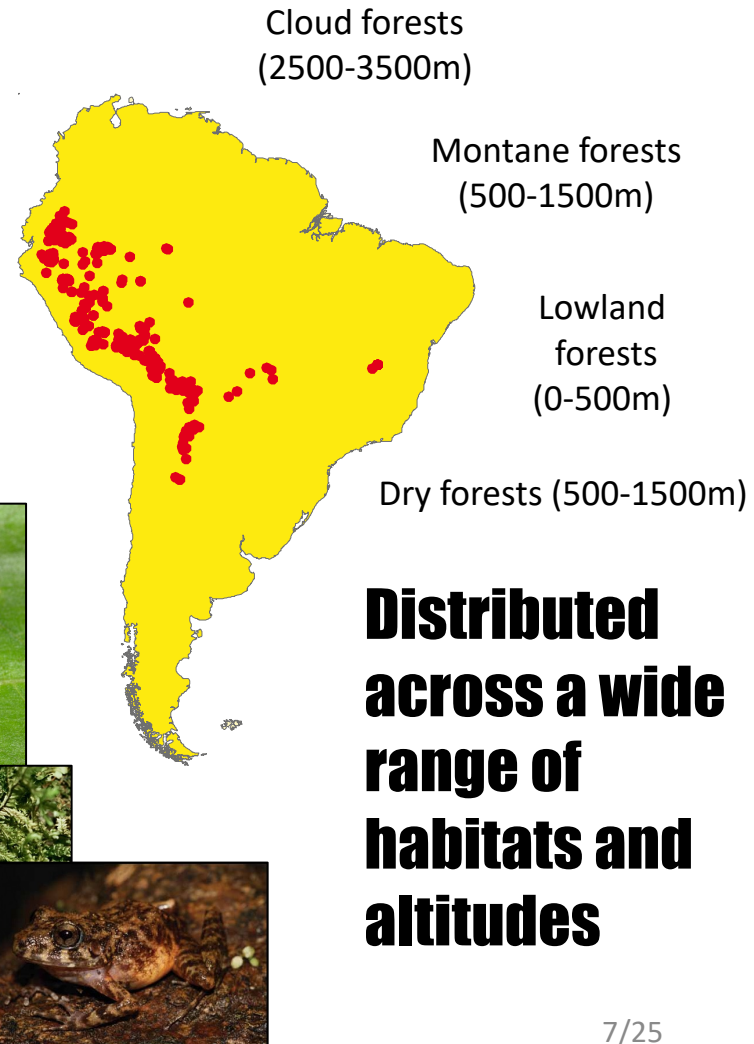 Cloud forests
(2500-3500m)
Montane forests
(500-1500m)
Lowland
forests
(0-500m)
Dry forests (500-1500m)
Distributed
across a wide
range of
habitats and
altitudes
7/25